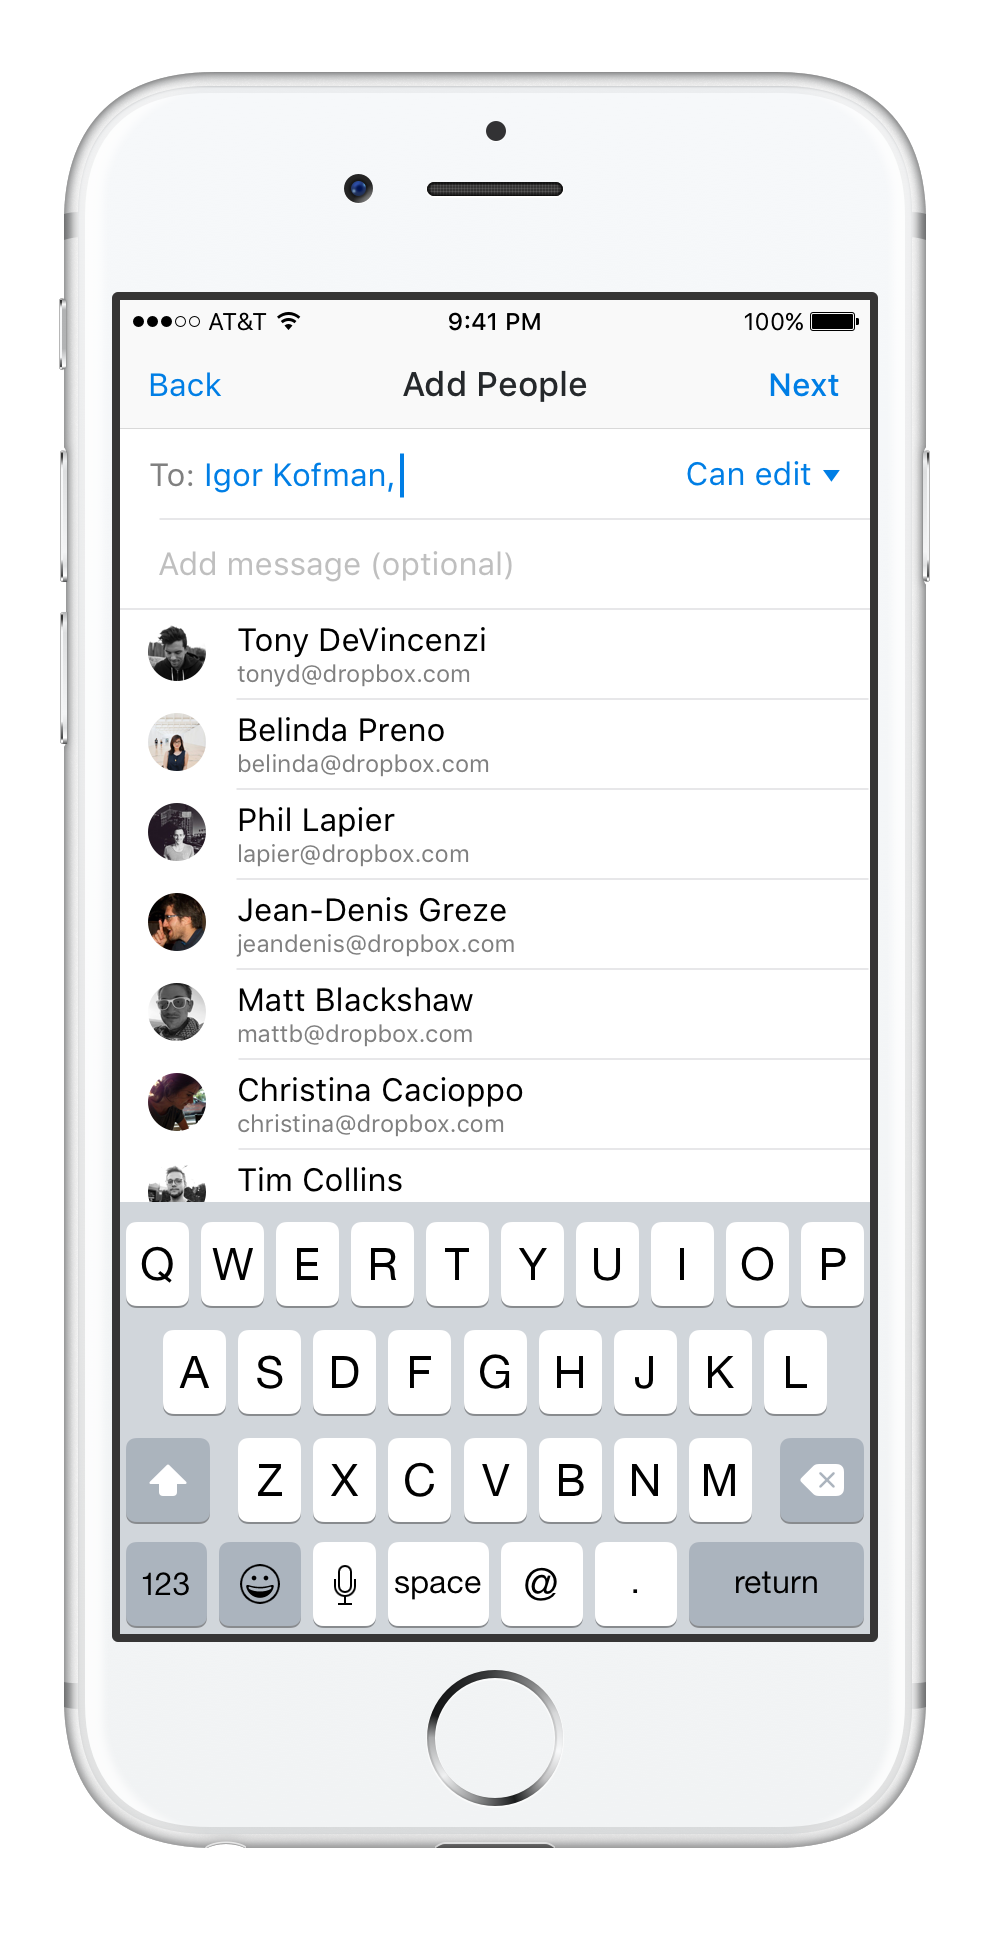 AT&T 9:41 PM 100%
Back Add People Next
To: Igor Kofman, Can edit
Add message (optional)
Tony DeVincenzi
tonyd@dropbox.com
Belinda Preno
belinda@dropbox.com
Phil Lapier
lapier@dropbox.com
Jean-Denis Greze
jeandenis@dropbox.com
Matt Blackshaw
mattb@dropbox.com
Christina Cacioppo
christina@dropbox.com
Tim Collins
Q W E R T Y U I O P
A S D F G H J K L
Z X C V B N M
123 space @ . return